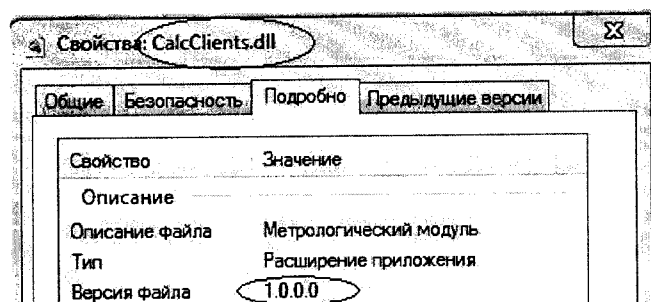 Свойства: CalcClients.dll
Общие Безопасность Подробно Предыдущие версии
Свойство Значение
Описание
Описание файла Метрологический модуль
Тип Расширение приложения
Версия файла 1.0.0.0